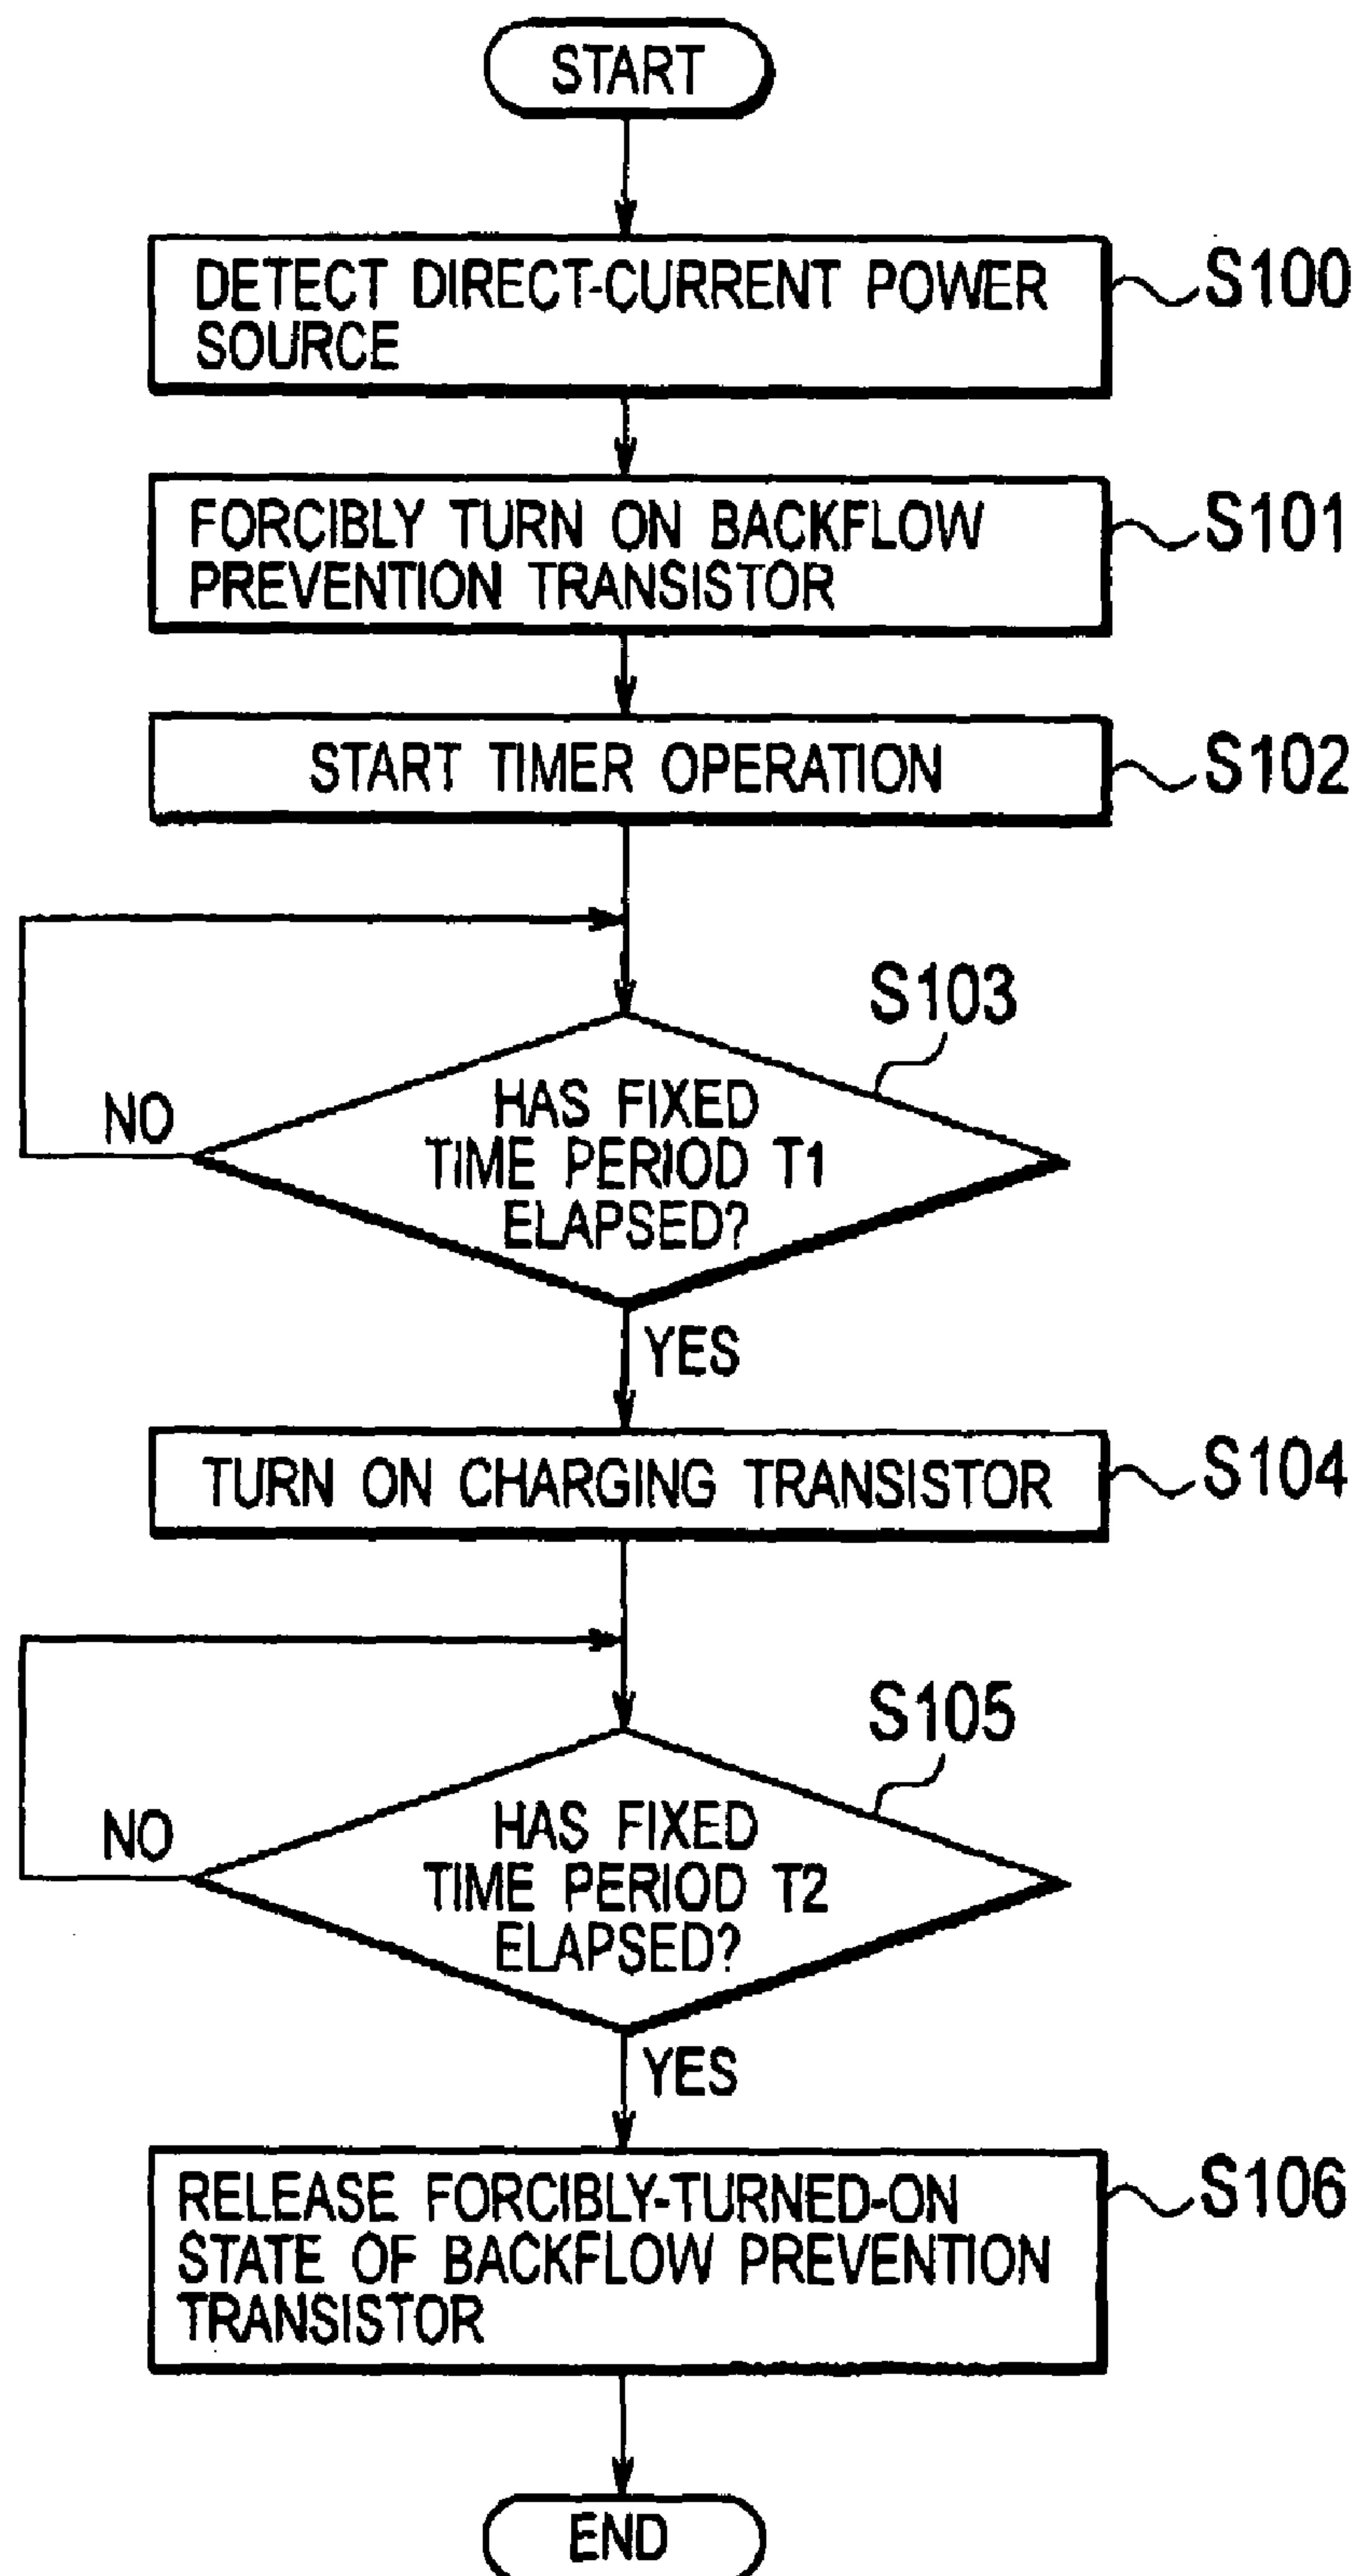 START
DETECT DIRECT-CURRENT POWER
SOURCE
S100
FORCIBLY TURN ON BACKFLOW
PREVENTION TRANSISTOR
S101
START TIMER OPERATION
S102
S103
HAS FIXED
TIME PERIOD T1
ELAPSED?
NO
YES
TURN ON CHARGING TRANSISTOR
S104
S105
HAS FIXED
TIME PERIOD T2
ELAPSED?
NO
YES
RELEASE FORCIBLY-TURNED-ON
STATE OF BACKFLOW PREVENTION
TRANSISTOR
S106
END